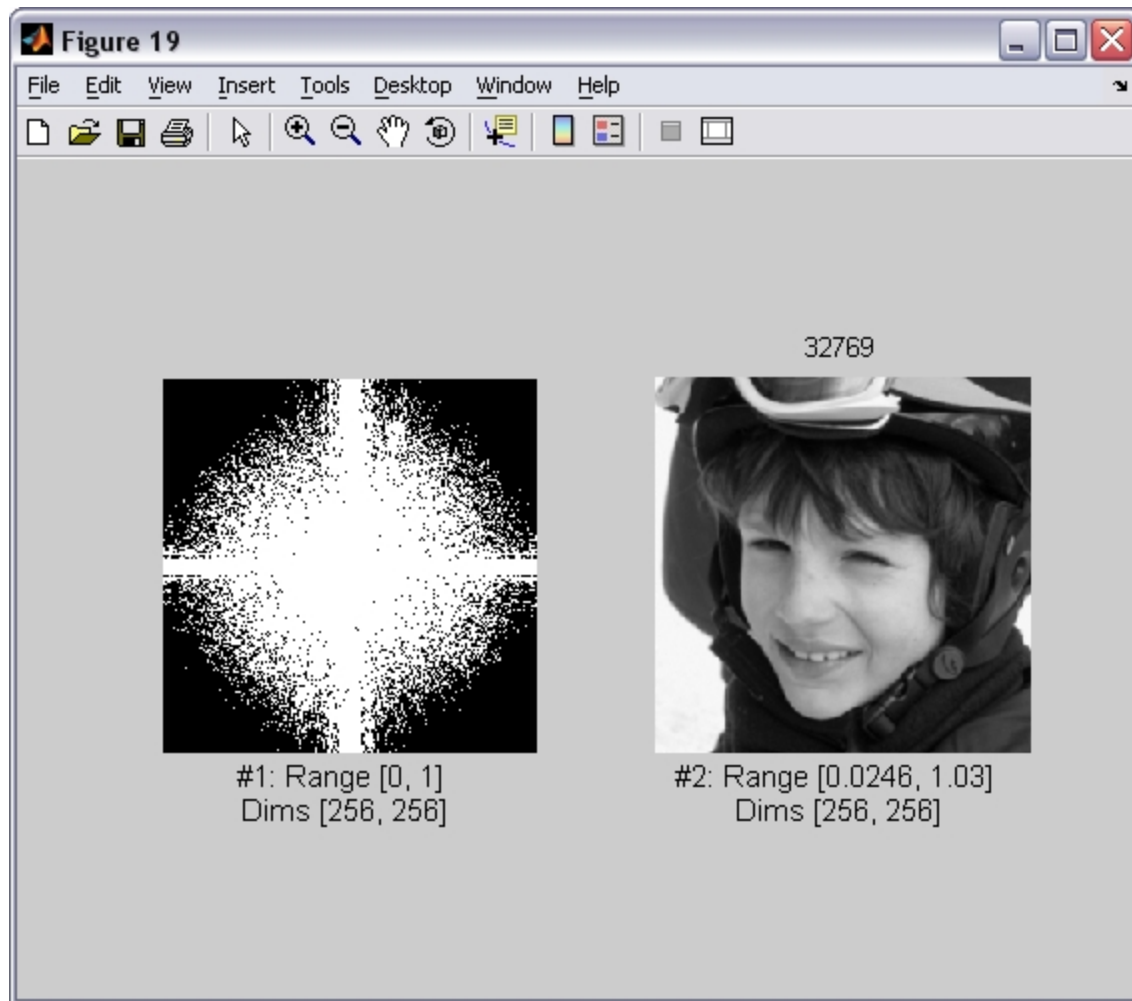 Figure 19
File Edit View Insert Tools Desktop Window Help
32769
#1: Range [0, 1]
Dims [256, 256]
#2: Range [0.0246, 1.03]
Dims [256, 256]